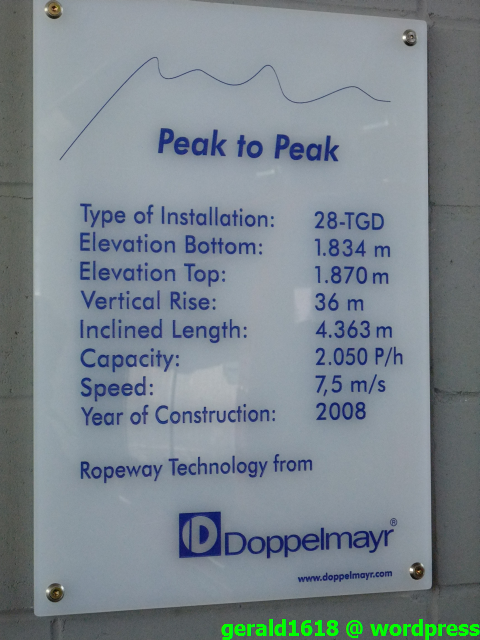 Peak to Peak
Type of Installation: 28-TGD
Elevation Bottom: 1.834 m
Elevation Top: 1.870 m
Vertical Rise: 36 m
Inclined Length: 4.363 m
Capacity: 2.050 P/h
Speed: 7,5 m/s
Year of Construction: 2008
Ropeway Technology from
Doppelmayr®
www.doppelmayr.com
gerald1618 @ wordpress